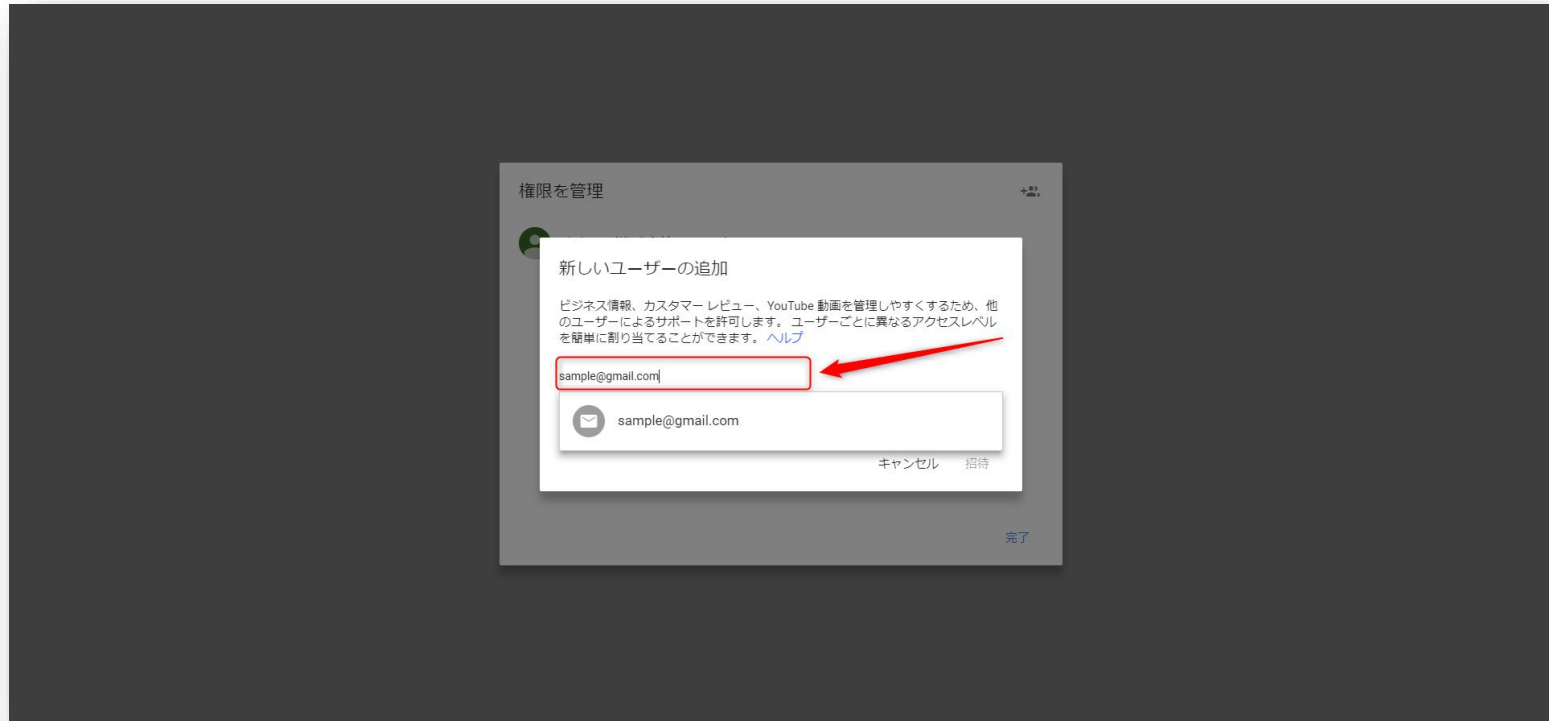 権限を管理
新しいユーザーの追加
ビジネス情報、カスタマー レビュー、YouTube 動画を管理しやすくするため、他
のユーザーによるサポートを許可します。 ユーザーごとに異なるアクセスレベル
を簡単に割り当てることができます。 ヘルプ
sample@gmail.com
sample@gmail.com
キャンセル 招待
完了